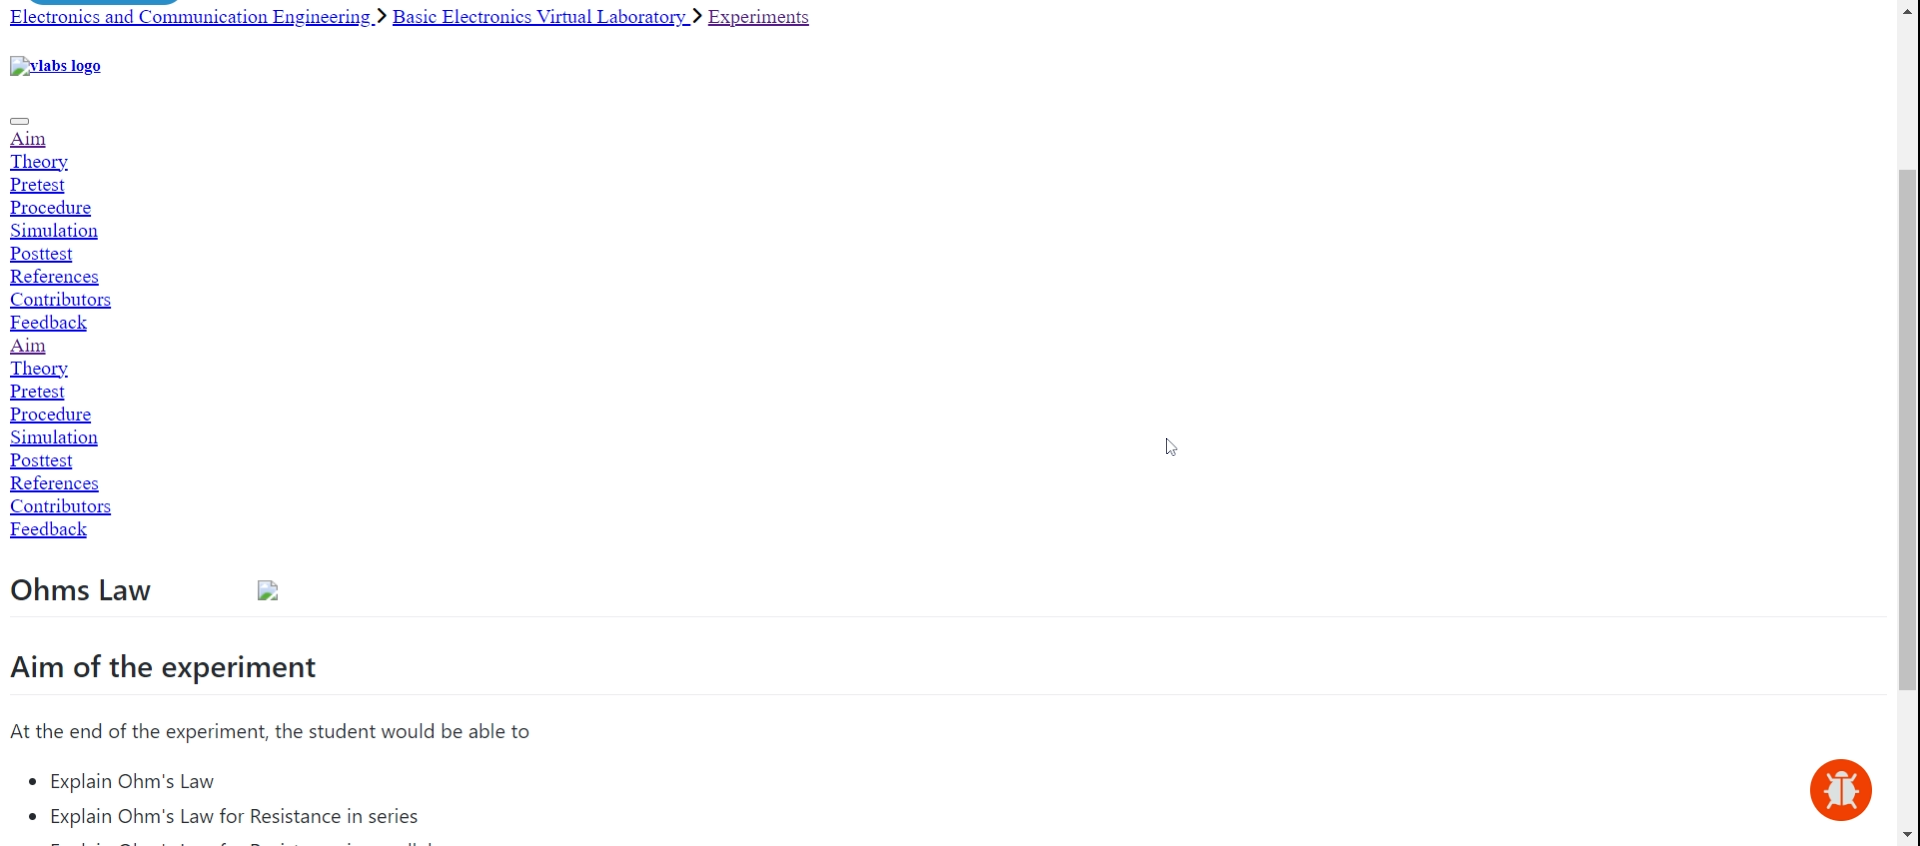 Electronics and Communication Engineering Basic Electronics Virtual Laboratory Experiments
vlabs logo
Aim
Theory
Pretest
Procedure
Simulation
Posttest
References
Contributors
Feedback
Aim
Theory
Pretest
Procedure
Simulation
Posttest
References
Contributors
Feedback
Ohms Law
Aim of the experiment
At the end of the experiment, the student would be able to
Explain Ohm's Law
Explain Ohm's Law for Resistance in series